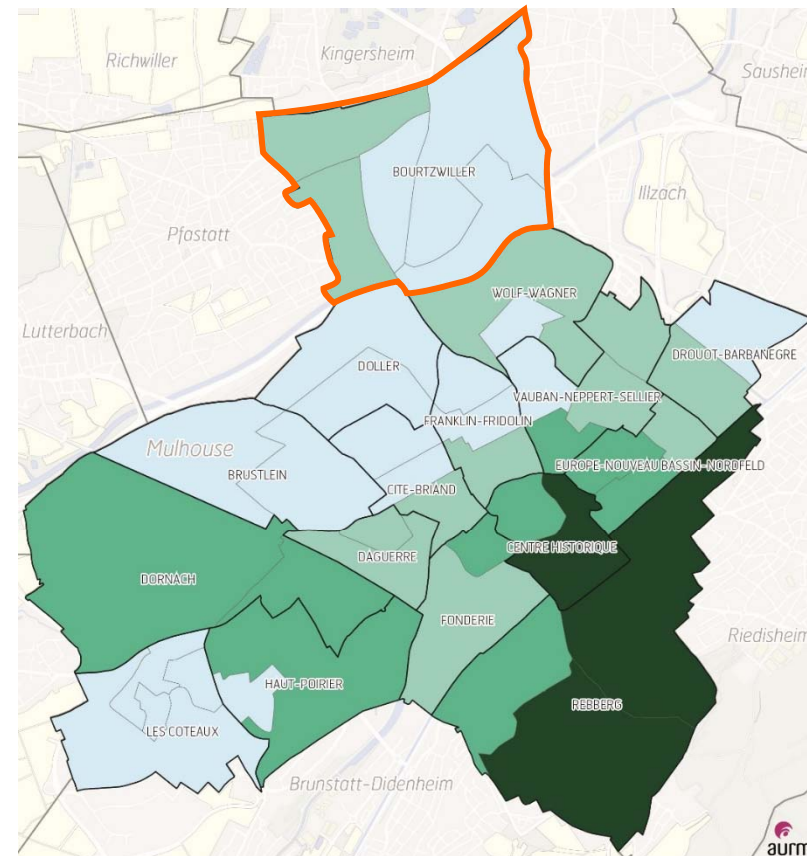 Richwiller
Kingersheim
Sausheim
BOURTZWILLER
Illzach
Pfastatt
WOLF-WAGNER
Lutterbach
DROUOT-BARBANEGRE
DOLLER
VAUBAN-NEPPERT-SELLIER
FRANKLIN-FRIDOLIN
Mulhouse
EUROPE-NOUVEAU BASSIN-NORDFELD
BRUSTLEIN
CITE-BRIAND
CENTRE HISTORIQUE
DAGUERRE
DORNACH
FONDERIE
Riedisheim
HAUT-POIRIER
REBBERG
LES COTEAUX
Brunstatt-Didenheim
aurm